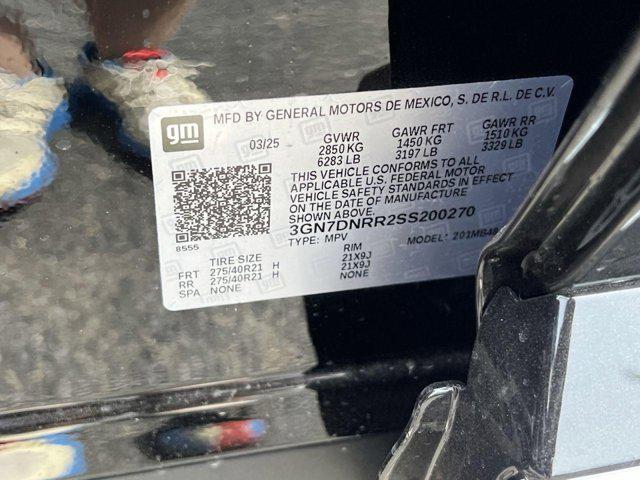 MFD BY GENERAL MOTORS DE MEXICO, S. DE R.L. DE C.V.
gm
03/25
GVWR GAWR FRT GAWR RR
2850 KG 1450 KG 1510 KG
6283 LB 3197 LB 3329 LB
THIS VEHICLE CONFORMS TO ALL
APPLICABLE U.S. FEDERAL MOTOR
VEHICLE SAFETY STANDARDS IN EFFECT
ON THE DATE OF MANUFACTURE
SHOWN ABOVE.
3GN7DNRR2SS200270
8555
TYPE: MPV MODEL:
TIRE SIZE RIM
FRT 275/40R21 H 21X9J
RR 275/40R21 H 21X9J
SPA NONE NONE